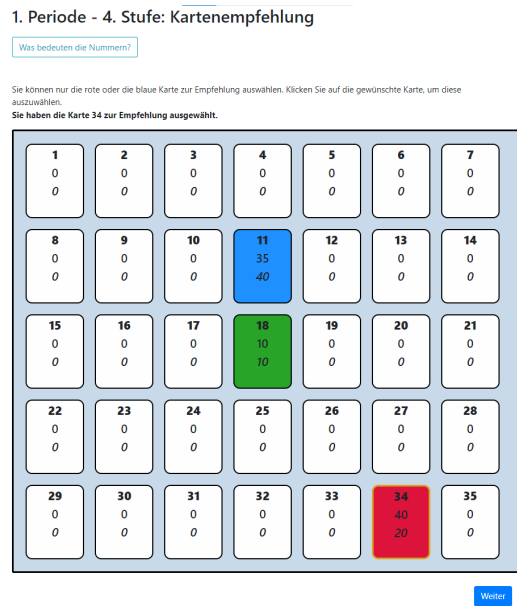 1. Periode - 4. Stufe: Kartenempfehlung
Was bedeuten die Nummern?
Sie können nur die rote oder die blaue Karte zur Empfehlung auswählen. Klicken Sie auf die gewünschte Karte, um diese
auszuwählen.
Sie haben die Karte 34 zur Empfehlung ausgewählt.
1 2 3 4 5 6 7
0 0 0 0 0 0 0
0 0 0 0 0 0 0
8 9 10 11 12 13 14
0 0 0 35 0 0 0
0 0 0 40 0 0 0
15 16 17 18 19 20 21
0 0 0 10 0 0 0
0 0 0 10 0 0 0
22 23 24 25 26 27 28
0 0 0 0 0 0 0
0 0 0 0 0 0 0
29 30 31 32 33 34 35
0 0 0 0 0 40 0
0 0 0 0 0 20 0
Weiter